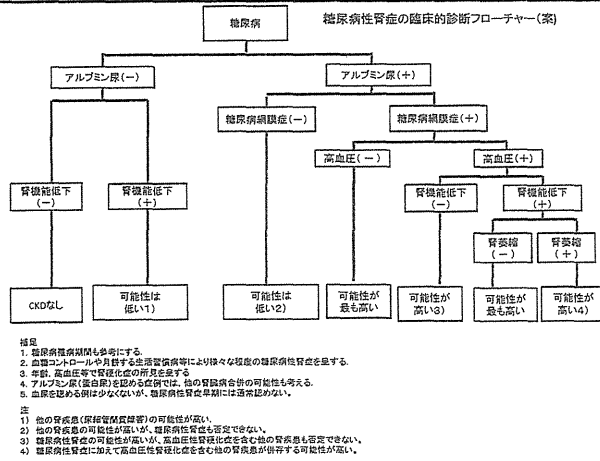 糖尿病
糖尿病性腎症の臨床的診断フローチャー(案)
アルブミン尿(−)
アルブミン尿(+)
糖尿病網膜症(−)
糖尿病網膜症(+)
高血圧(−)
高血圧(+)
腎機能低下
(−)
腎機能低下
(+)
腎機能低下
(−)
腎機能低下
(+)
腎萎縮
(−)
腎萎縮
(+)
CKDなし
可能性は
低い1)
可能性は
低い2)
可能性が
最も高い
可能性が
高い3)
可能性が
最も高い
可能性が
高い4)
補足
1. 糖尿病罹病期間も参考にする.
2. 血糖コントロールや月経する生活習慣病等により様々な程度の糖尿病性腎症を呈する.
3. 年齢, 高血圧等で腎硬化症の所見を呈する
4. アルブミン尿(蛋白尿)を認める症例では、他の腎臓病合併の可能性も考える.
5. 血尿を認める例は少なくないが、糖尿病性腎症早期には通常認めない。
注
1) 他の腎疾患(尿細管間質障害)の可能性が高い.
2) 他の腎疾患の可能性が高いが、糖尿病性腎症も否定できない。
3) 糖尿病性腎症の可能性が高いが、高血圧性腎硬化症を含む他の腎疾患も否定できない。
4) 糖尿病性腎症に加えて高血圧性腎硬化症を含む他の腎疾患が併存する可能性が高い。